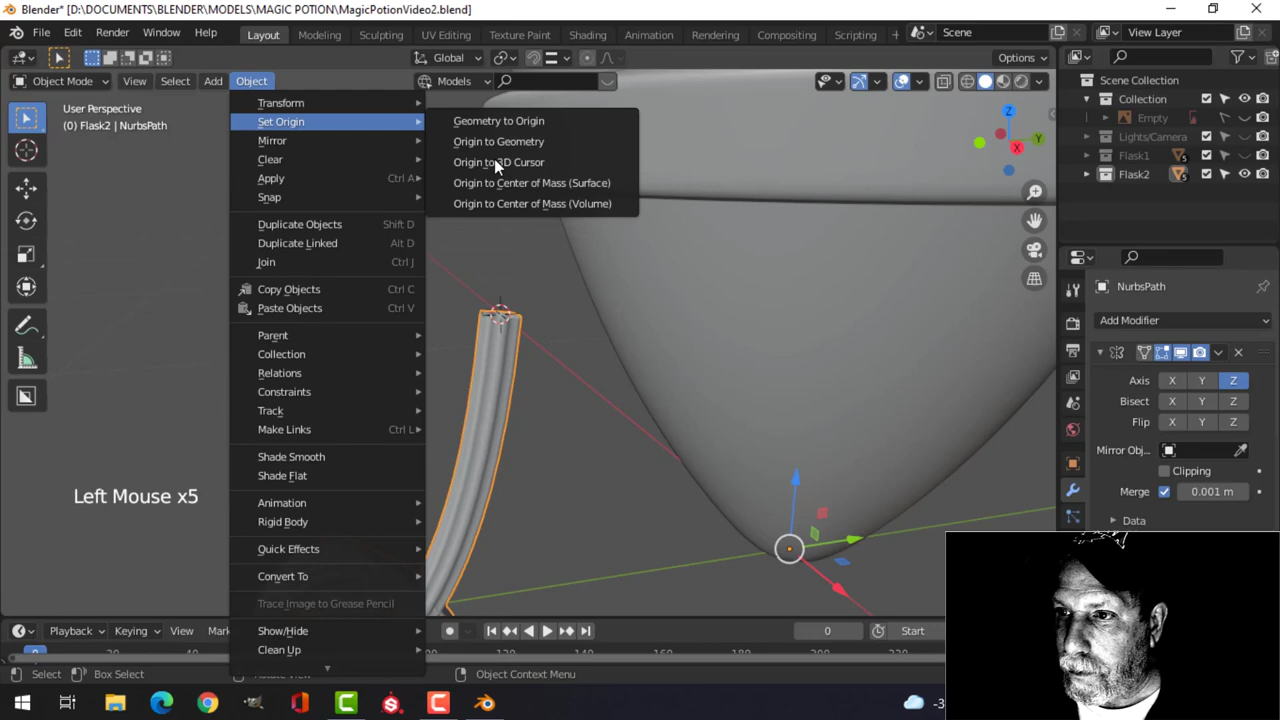 Blender* [D:\DOCUMENTS\BLENDER\MODELS\MAGIC POTION\MagicPotionVideo2.blend]
File Edit Render Window Help Layout Modeling Sculpting UV Editing Texture Paint Shading Animation Rendering Compositing Scripting Scene View Layer
Global Options
Object Mode View Select Add Object Models
User Perspective
(0) Flask2 | NurbsPath
Transform
Set Origin
Mirror
Clear
Apply Ctrl A
Snap
Duplicate Objects Shift D
Duplicate Linked Alt D
Join Ctrl J
Copy Objects Ctrl C
Paste Objects Ctrl V
Parent
Collection
Relations
Constraints
Track
Make Links Ctrl L
Shade Smooth
Shade Flat
Animation
Rigid Body
Quick Effects
Convert To
Trace Image to Grease Pencil
Show/Hide
Clean Up
Geometry to Origin
Origin to Geometry
Origin to 3D Cursor
Origin to Center of Mass (Surface)
Origin to Center of Mass (Volume)
Z
Y
X
Scene Collection
Collection
Empty
Lights/Camera
Flask1 5
Flask2 5
NurbsPath
Add Modifier
Axis X Y Z
Bisect X Y Z
Flip X Y Z
Mirror Obj
Clipping
Merge 0.001 m
Data
Left Mouse x5
Playback Keying View 0 Start
Select Box Select Object Context Menu